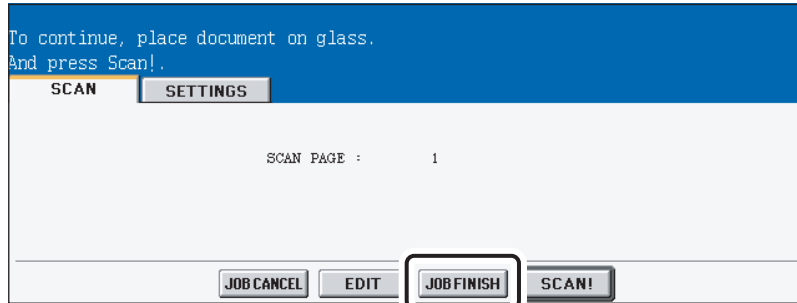 To continue, place document on glass.
And press Scan!.
SCAN SETTINGS
SCAN PAGE : 1
JOB CANCEL EDIT JOB FINISH SCAN!